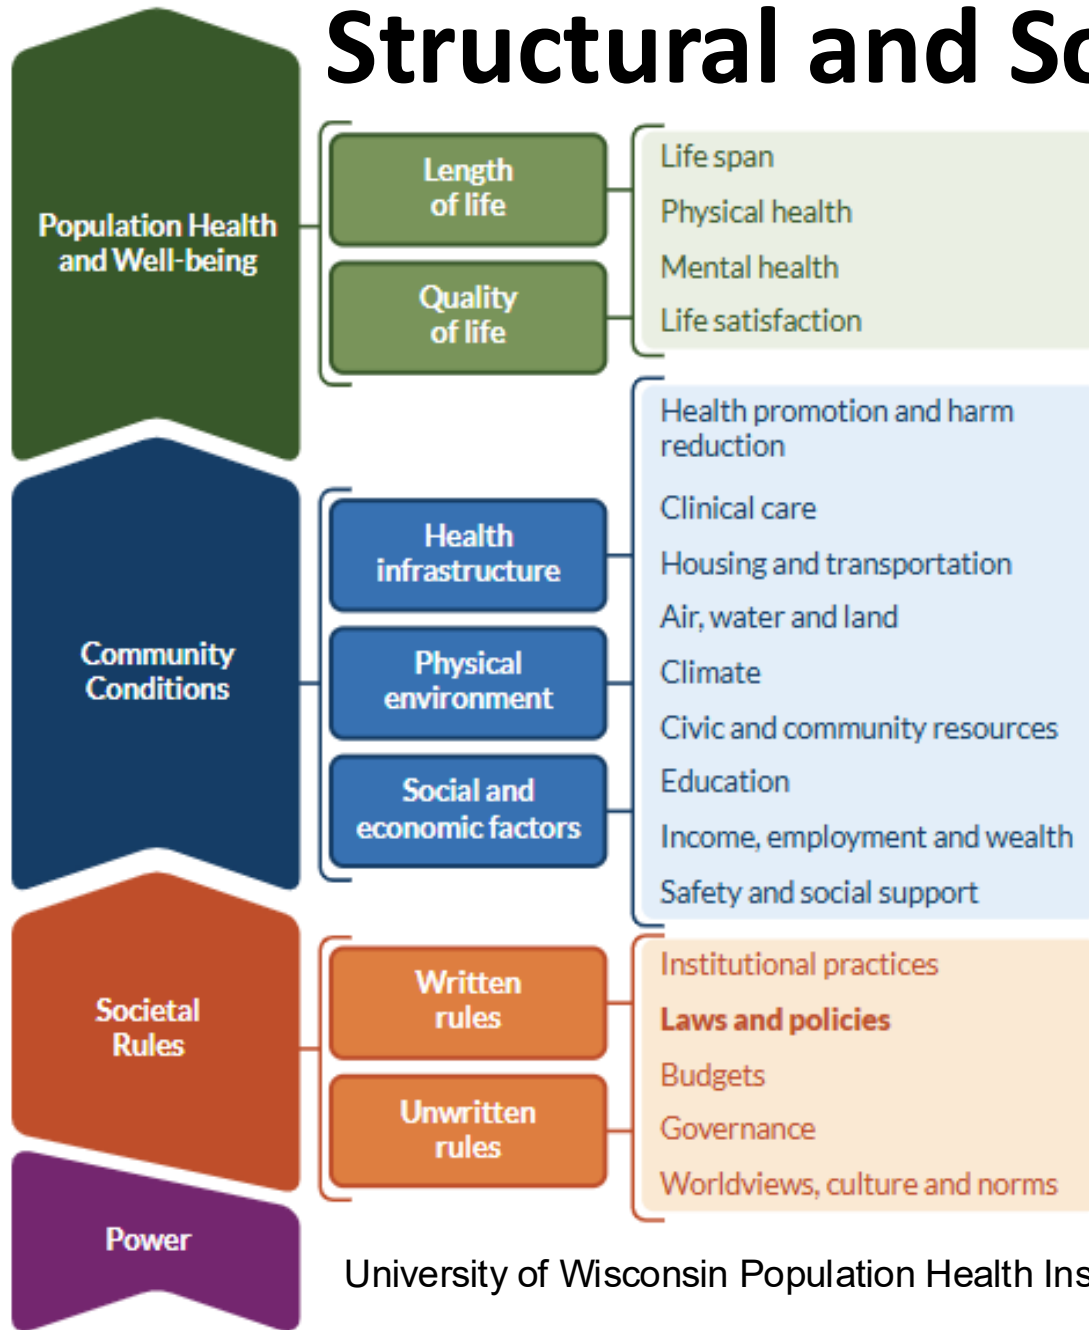 Structural and
Population Health
and Well-being
Length
of life
Quality
of life
Life span
Physical health
Mental health
Life satisfaction
Community
Conditions
Health
infrastructure
Physical
environment
Social and
economic factors
Health promotion and harm
reduction
Clinical care
Housing and transportation
Air, water and land
Climate
Civic and community resources
Education
Income, employment and wealth
Safety and social support
Societal
Rules
Written
rules
Unwritten
rules
Institutional practices
Laws and policies
Budgets
Governance
Worldviews, culture and norms
Power
University of Wisconsin Population Health